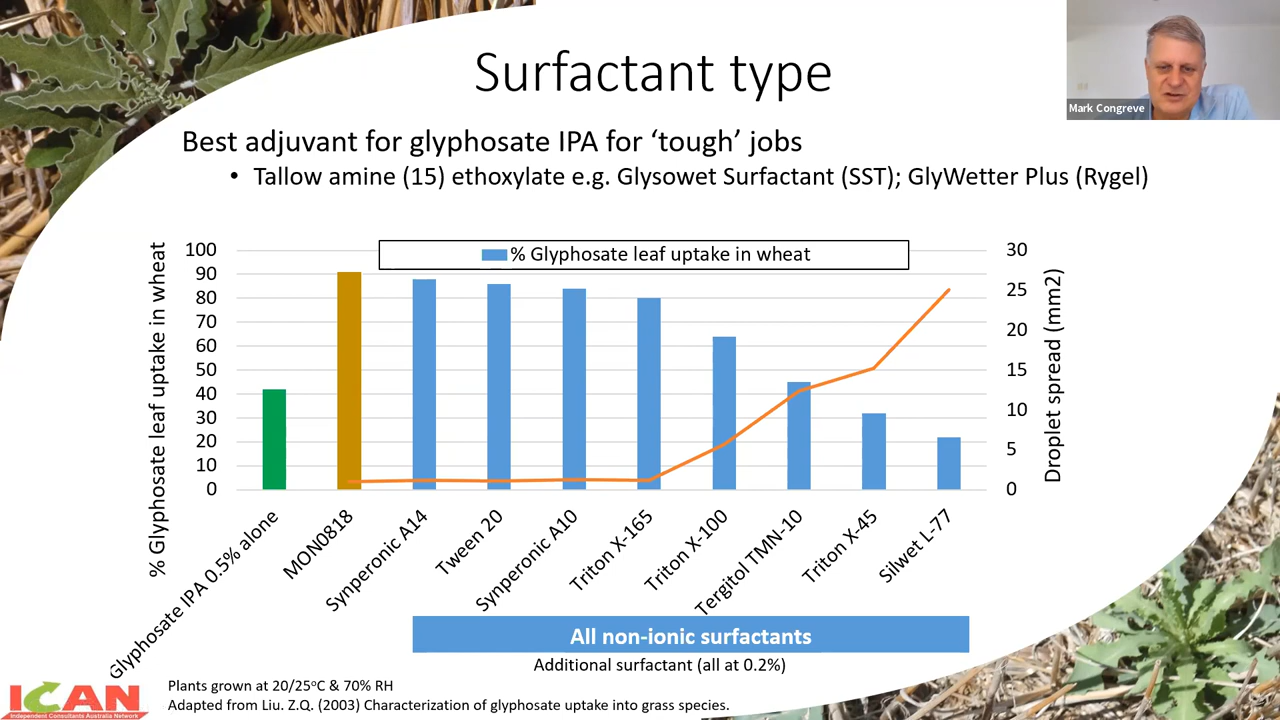 Surfactant type
Mark Congreve
Best adjuvant for glyphosate IPA for ‘tough’ jobs
• Tallow amine (15) ethoxylate e.g. Glysowet Surfactant (SST); GlyWetter Plus (Rygel)
% Glyphosate leaf uptake in wheat
100
90
80
70
60
50
40
30
20
10
0
% Glyphosate leaf uptake in wheat
30
25
20
15
10
5
0
Droplet spread (mm2)
Glyphosate IPA 0.5% alone
MON0818
Synperonic A14
Tween 20
Synperonic A10
Triton X-165
Triton X-100
Tergitol TMN-10
Triton X-45
Silwet L-77
All non-ionic surfactants
Additional surfactant (all at 0.2%)
ICAN
Independent Consultants Australia Network
Plants grown at 20/25°C & 70% RH
Adapted from Liu. Z.Q. (2003) Characterization of glyphosate uptake into grass species.